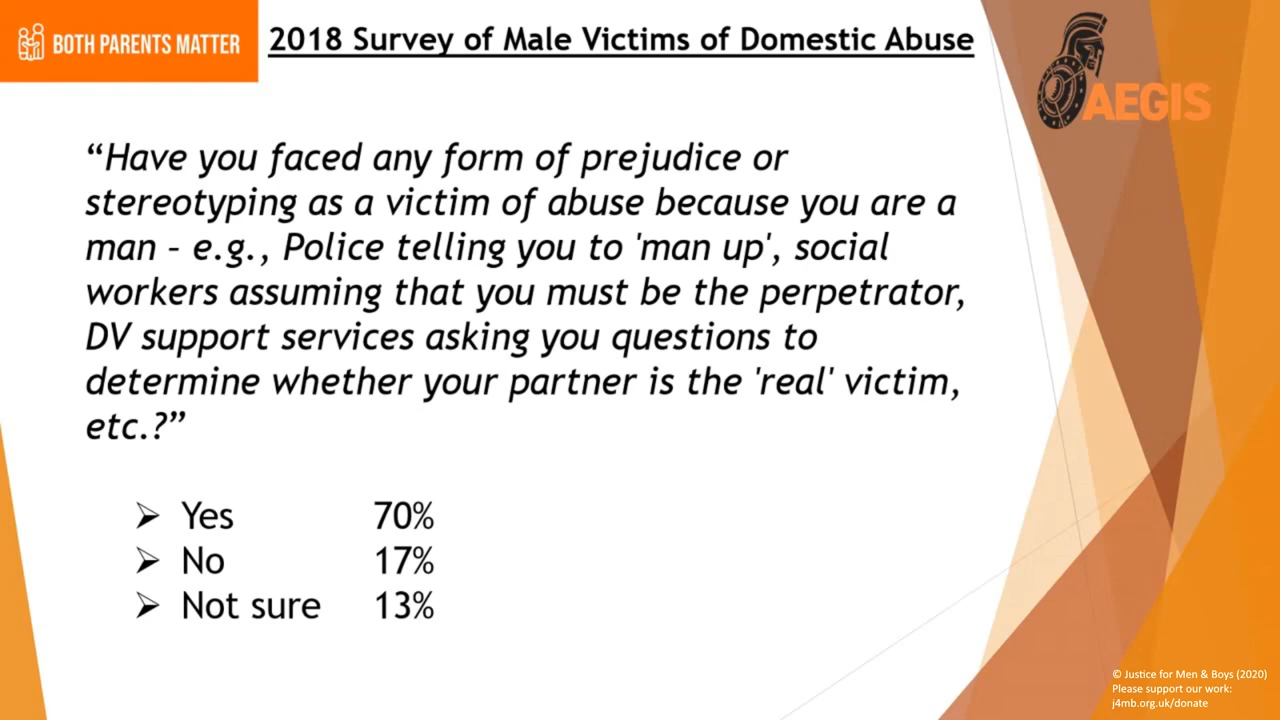 BOTH PARENTS MATTER
2018 Survey of Male Victims of Domestic Abuse
AEGIS
“Have you faced any form of prejudice or
stereotyping as a victim of abuse because you are a
man – e.g., Police telling you to 'man up', social
workers assuming that you must be the perpetrator,
DV support services asking you questions to
determine whether your partner is the 'real' victim,
etc.?”
➢ Yes 70%
➢ No 17%
➢ Not sure 13%
© Justice for Men & Boys (2020)
Please support our work:
j4mb.org.uk/donate